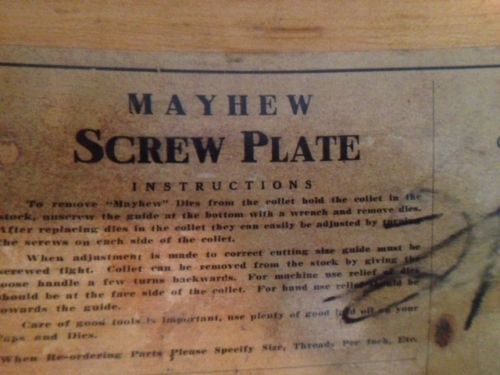 MAYHEW
SCREW PLATE
INSTRUCTIONS
To remove "Mayhew" Dies from the collet hold the collet in the
stock, unscrew the guide at the bottom with a wrench and remove dies.
After replacing dies in the collet they can easily be adjusted by turning
the screws on each side of the collet.
When adjustment is made to correct cutting size guide must be
screwed tight. Collet can be removed from the stock by giving the
loose handle a few turns backwards. For machine use relief of dies
should be at the face side of the collet. For hand use relief should be
towards the guide.
Care of good tools is important, use plenty of good lard oil on your
Taps and Dies.
When Re-ordering Parts Please Specify Size, Threads Per Inch, Etc.